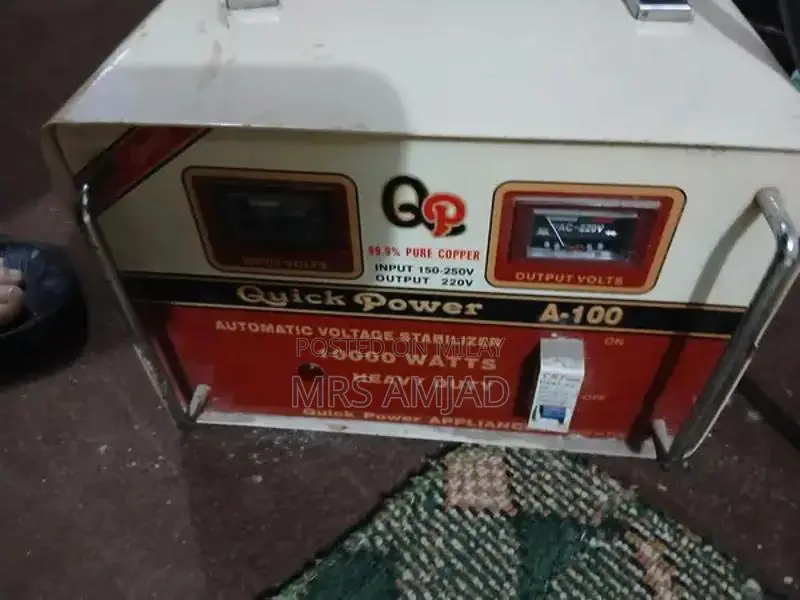 QP
99.9% PURE COPPER
INPUT 150-250V
OUTPUT 220V
INPUT VOLTS
AC-220V
OUTPUT VOLTS
Quick Power A-100
AUTOMATIC VOLTAGE STABILIZER
ON
POSTED ON MILAY
10000 WATTS
HEAVY DUTY
MRS AMJAD
OFF
Quick Power APPLIANCE